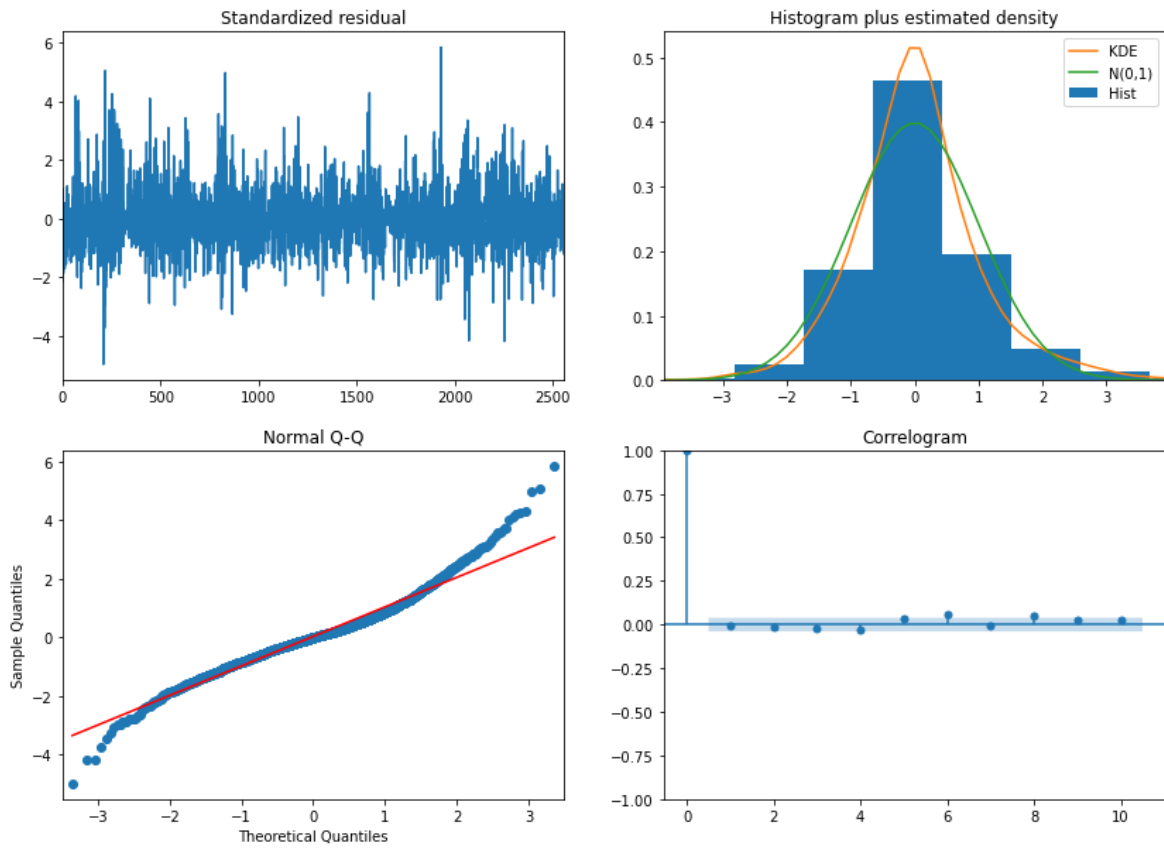 Standardized residual
6
4
2
0
−2
−4
0 500 1000 1500 2000 2500
Histogram plus estimated density
KDE
N(0,1)
Hist
0.5
0.4
0.3
0.2
0.1
0.0
−3 −2 −1 0 1 2 3
Normal Q-Q
Sample Quantiles
6
4
2
0
−2
−4
−3 −2 −1 0 1 2 3
Theoretical Quantiles
Correlogram
1.00
0.75
0.50
0.25
0.00
−0.25
−0.50
−0.75
−1.00
0 2 4 6 8 10